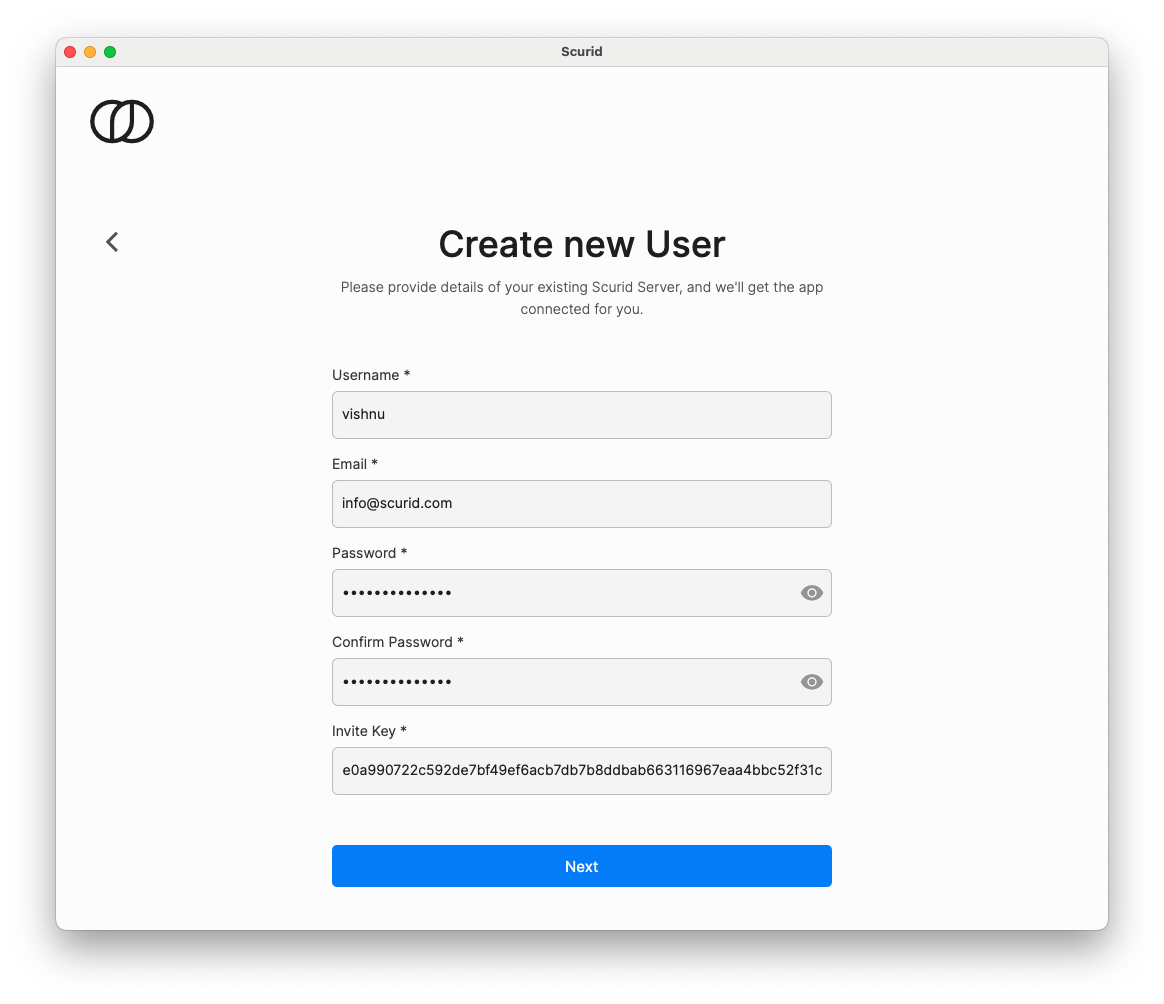 Scurid
Create new User
Please provide details of your existing Scurid Server, and we'll get the app
connected for you.
Username *
vishnu
Email *
info@scurid.com
Password *
••••••••••••••
Confirm Password *
••••••••••••••
Invite Key *
e0a990722c592de7bf49ef6acb7db7b8ddbab663116967eaa4bbc52f31c
Next